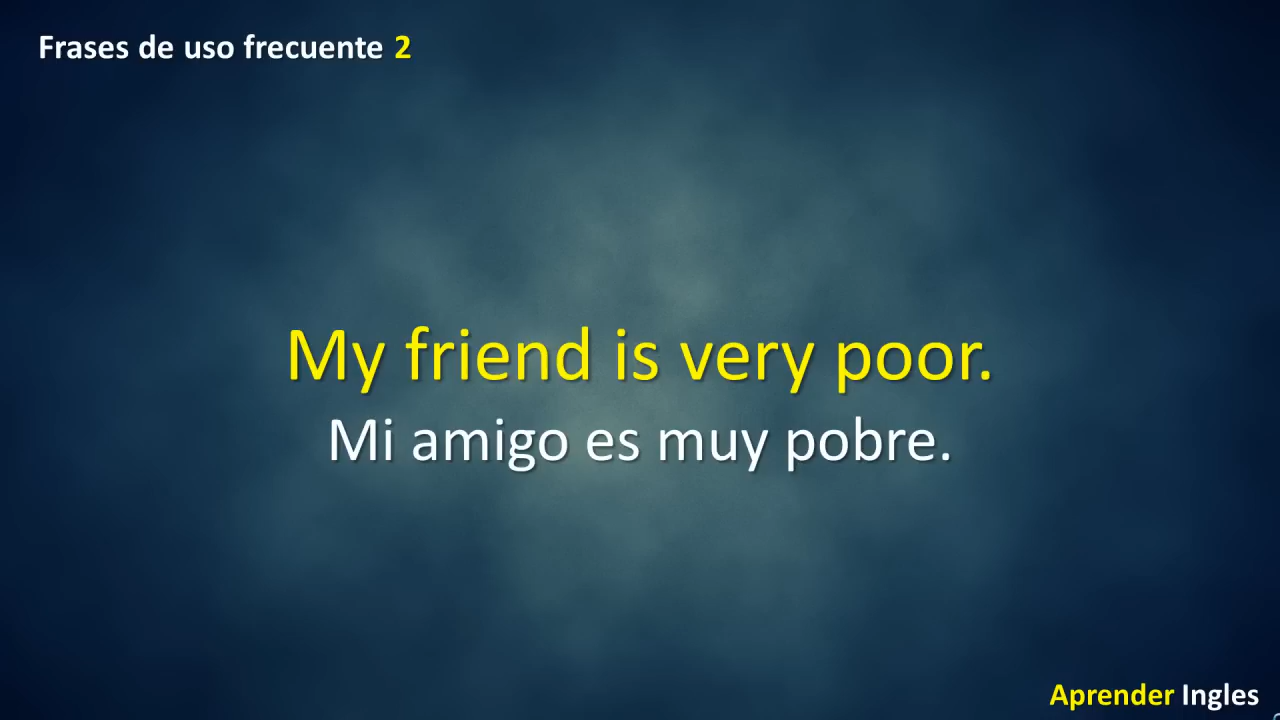 Frases de uso frecuente 2
My friend is very poor.
Mi amigo es muy pobre.
Aprender Ingles